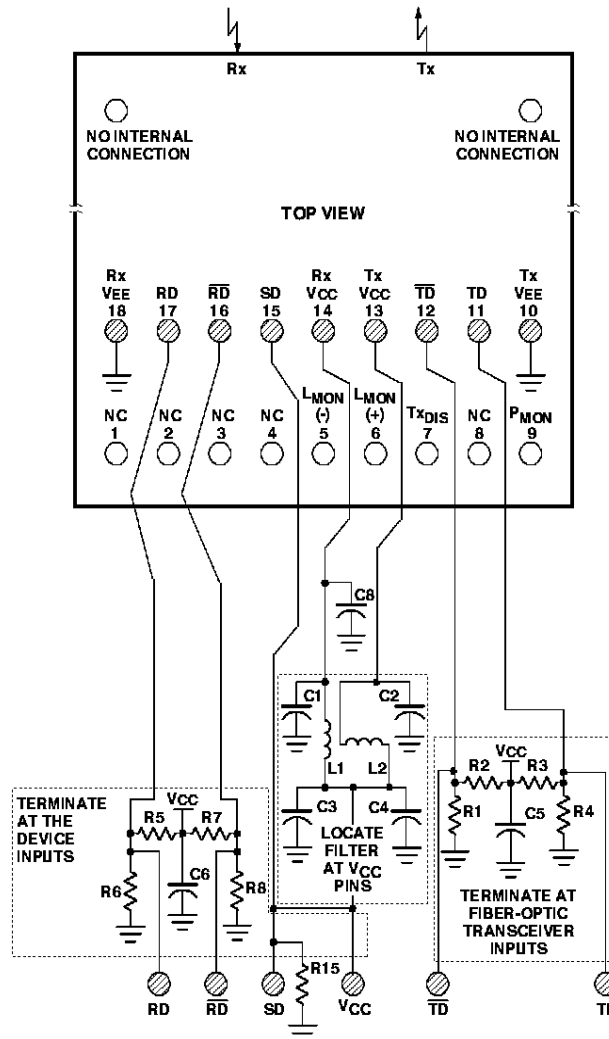 Rx
Tx
NO INTERNAL
CONNECTION
NO INTERNAL
CONNECTION
TOP VIEW
Rx
VEE
18
RD
17
R̅D̅
16
SD
15
Rx
VCC
14
Tx
VCC
13
T̅D̅
12
TD
11
Tx
VEE
10
NC
1
NC
2
NC
3
NC
4
LMON
(-)
5
LMON
(+)
6
TxDIS
7
NC
8
PMON
9
C8
C1
C2
L1
L2
C3
C4
LOCATE
FILTER
AT VCC
PINS
TERMINATE
AT THE
DEVICE
INPUTS
VCC
R5
R7
C6
R6
R8
VCC
R2
R3
R1
C5
R4
TERMINATE AT
FIBER-OPTIC
TRANSCEIVER
INPUTS
R15
RD
R̅D̅
SD
VCC
T̅D̅